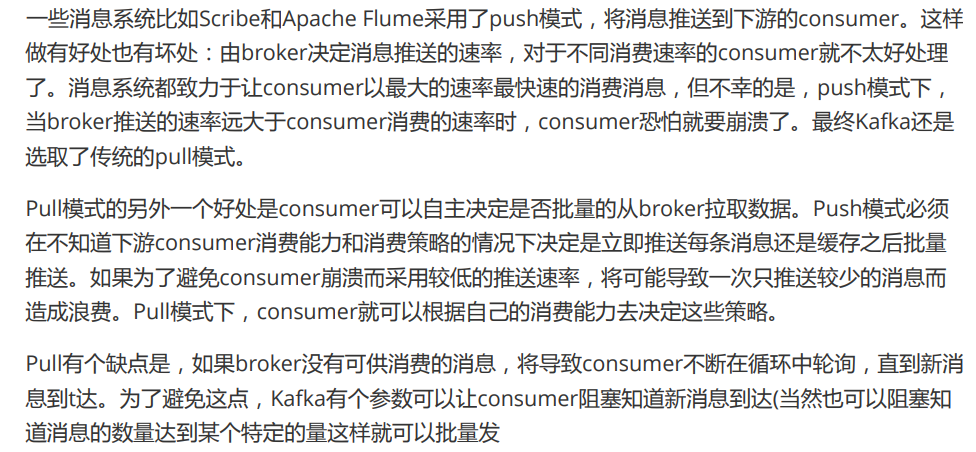 一些消息系统比如Scribe和Apache Flume采用了push模式，将消息推送到下游的consumer。这样
做有好处也有坏处：由broker决定消息推送的速率，对于不同消费速率的consumer就不太好处理
了。消息系统都致力于让consumer以最大的速率最快速的消费消息，但不幸的是，push模式下，
当broker推送的速率远大于consumer消费的速率时，consumer恐怕就要崩溃了。最终Kafka还是
选取了传统的pull模式。
Pull模式的另外一个好处是consumer可以自主决定是否批量的从broker拉取数据。Push模式必须
在不知道下游consumer消费能力和消费策略的情况下决定是立即推送每条消息还是缓存之后批量
推送。如果为了避免consumer崩溃而采用较低的推送速率，将可能导致一次只推送较少的消息而
造成浪费。Pull模式下，consumer就可以根据自己的消费能力去决定这些策略。
Pull有个缺点是，如果broker没有可供消费的消息，将导致consumer不断在循环中轮询，直到新消
息到t达。为了避免这点，Kafka有个参数可以让consumer阻塞知道新消息到达(当然也可以阻塞知
道消息的数量达到某个特定的量这样就可以批量发